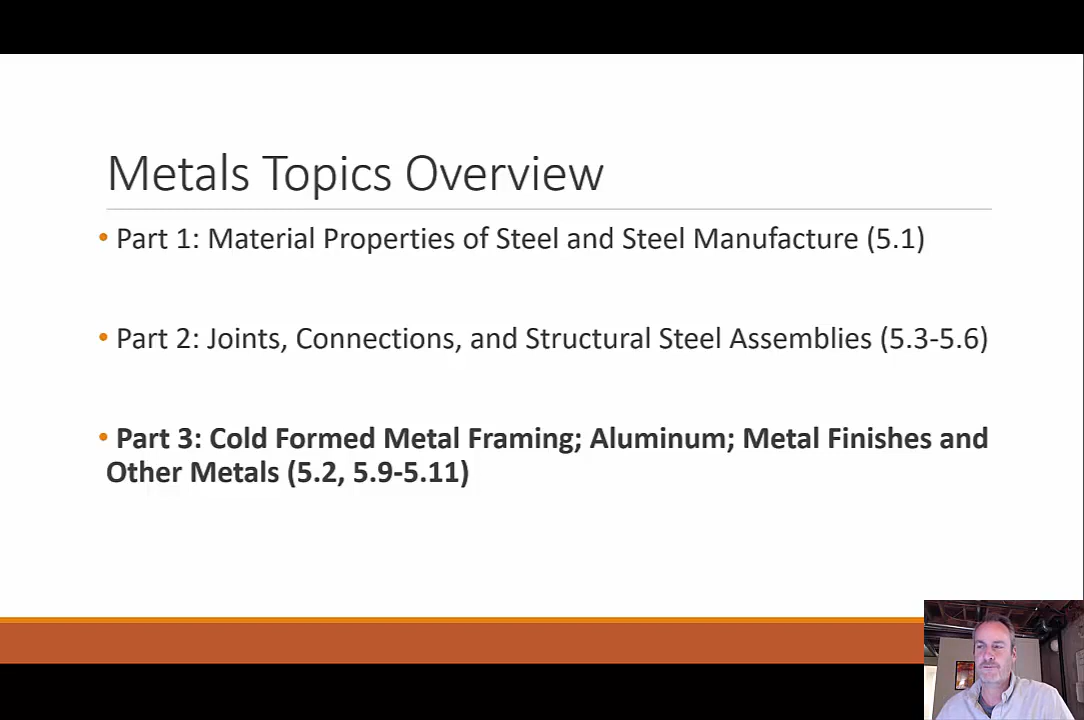 Metals Topics Overview
• Part 1: Material Properties of Steel and Steel Manufacture (5.1)
• Part 2: Joints, Connections, and Structural Steel Assemblies (5.3-5.6)
• Part 3: Cold Formed Metal Framing; Aluminum; Metal Finishes and
Other Metals (5.2, 5.9-5.11)